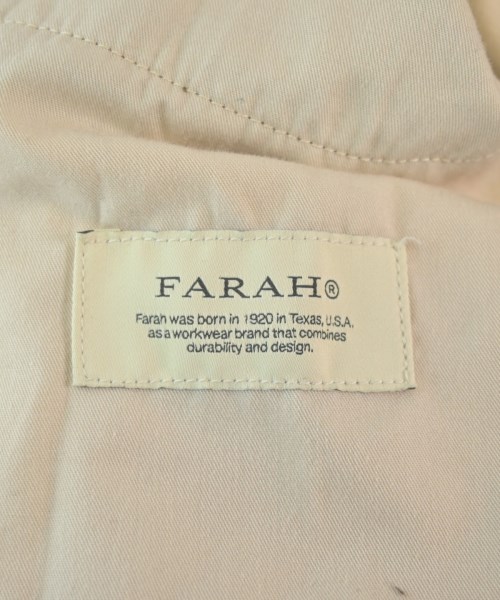 FARAH®
Farah was born in 1920 in Texas, U.S.A.
as a workwear brand that combines
durability and design.